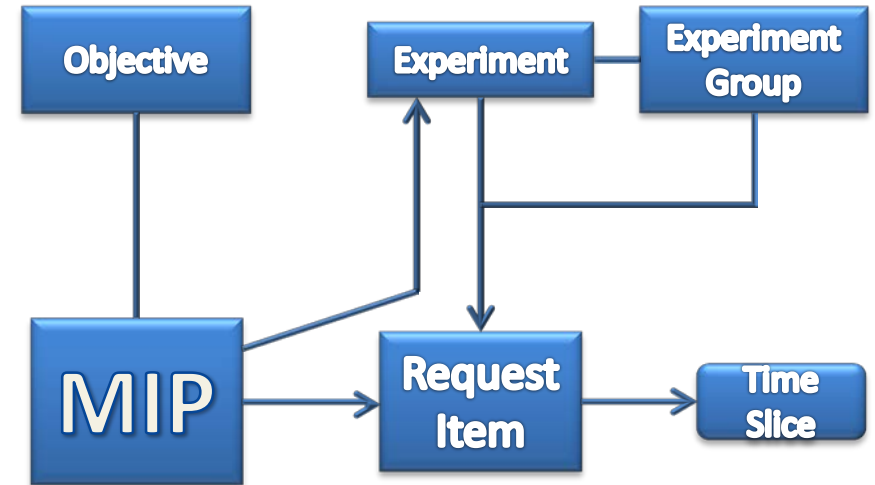 Objective
Experiment
Experiment
Group
MIP
Request
Item
Time
Slice